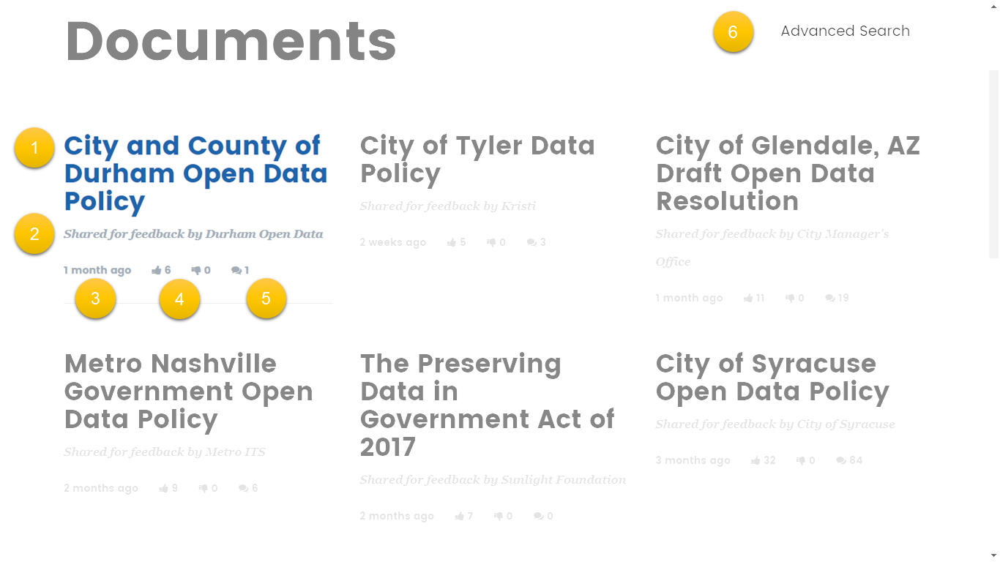 Documents
6
Advanced Search
1
City and County of
Durham Open Data
Policy
2
Shared for feedback by Durham Open Data
1 month ago 6 0 1
3 4 5
City of Tyler Data
Policy
Shared for feedback by Kristi
2 weeks ago 5 0 3
City of Glendale, AZ
Draft Open Data
Resolution
Shared for feedback by City Manager's
Office
1 month ago 11 0 19
Metro Nashville
Government Open
Data Policy
Shared for feedback by Metro ITS
2 months ago 9 0 6
The Preserving
Data in
Government Act of
2017
Shared for feedback by Sunlight Foundation
2 months ago 7 0 0
City of Syracuse
Open Data Policy
Shared for feedback by City of Syracuse
3 months ago 32 0 84